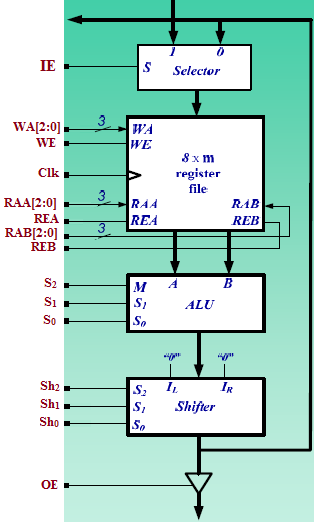 1 0
IE S Selector
WA[2:0] 3 WA
WE WE
8 x m
Clk register
file
RAA[2:0] 3 RAA RAB
REA REA REB
RAB[2:0] 3
REB
S2 M A B
S1 S1 ALU
S0 S0
"0" "0"
Sh2 S2 IL IR
Sh1 S1 Shifter
Sh0 S0
OE